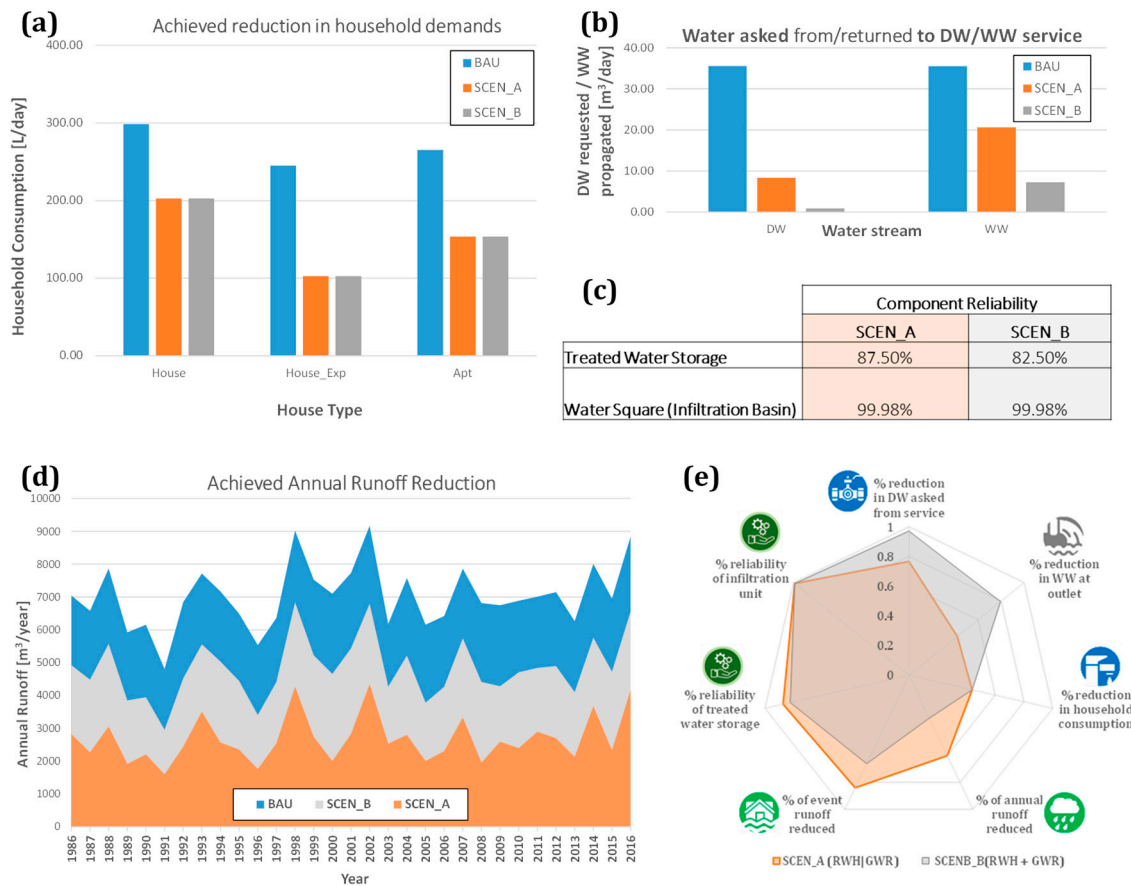 (a)
Achieved reduction in household demands
400.00
300.00
200.00
100.00
0.00
Household Consumption [L/day]
BAU
SCEN_A
SCEN_B
House
House_Exp
Apt
House Type
(b)
Water asked from/returned to DW/WW service
40.00
30.00
20.00
10.00
0.00
DW requested / WW
propagated [m³/day]
BAU
SCEN_A
SCEN_B
DW
Water stream
WW
(c)
Component Reliability
SCEN_A
SCEN_B
Treated Water Storage
87.50%
82.50%
Water Square (Infiltration Basin)
99.98%
99.98%
(d)
Achieved Annual Runoff Reduction
10000
9000
8000
7000
6000
5000
4000
3000
2000
1000
0
Annual Runoff [m³/year]
BAU
SCEN_B
SCEN_A
1986
1987
1988
1989
1990
1991
1992
1993
1994
1995
1996
1997
1998
1999
2000
2001
2002
2003
2004
2005
2006
2007
2008
2009
2010
2011
2012
2013
2014
2015
2016
Year
(e)
% reduction
in DW asked
from service
1
0.8
0.6
0.4
0.2
0
% reduction
in WW at
outlet
% reduction
in household
consumption
% of annual
runoff
reduced
% of event
runoff
reduced
% reliability
of treated
water storage
% reliability
of infiltration
unit
SCEN_A (RWH|GWR)
SCENB_B(RWH + GWR)